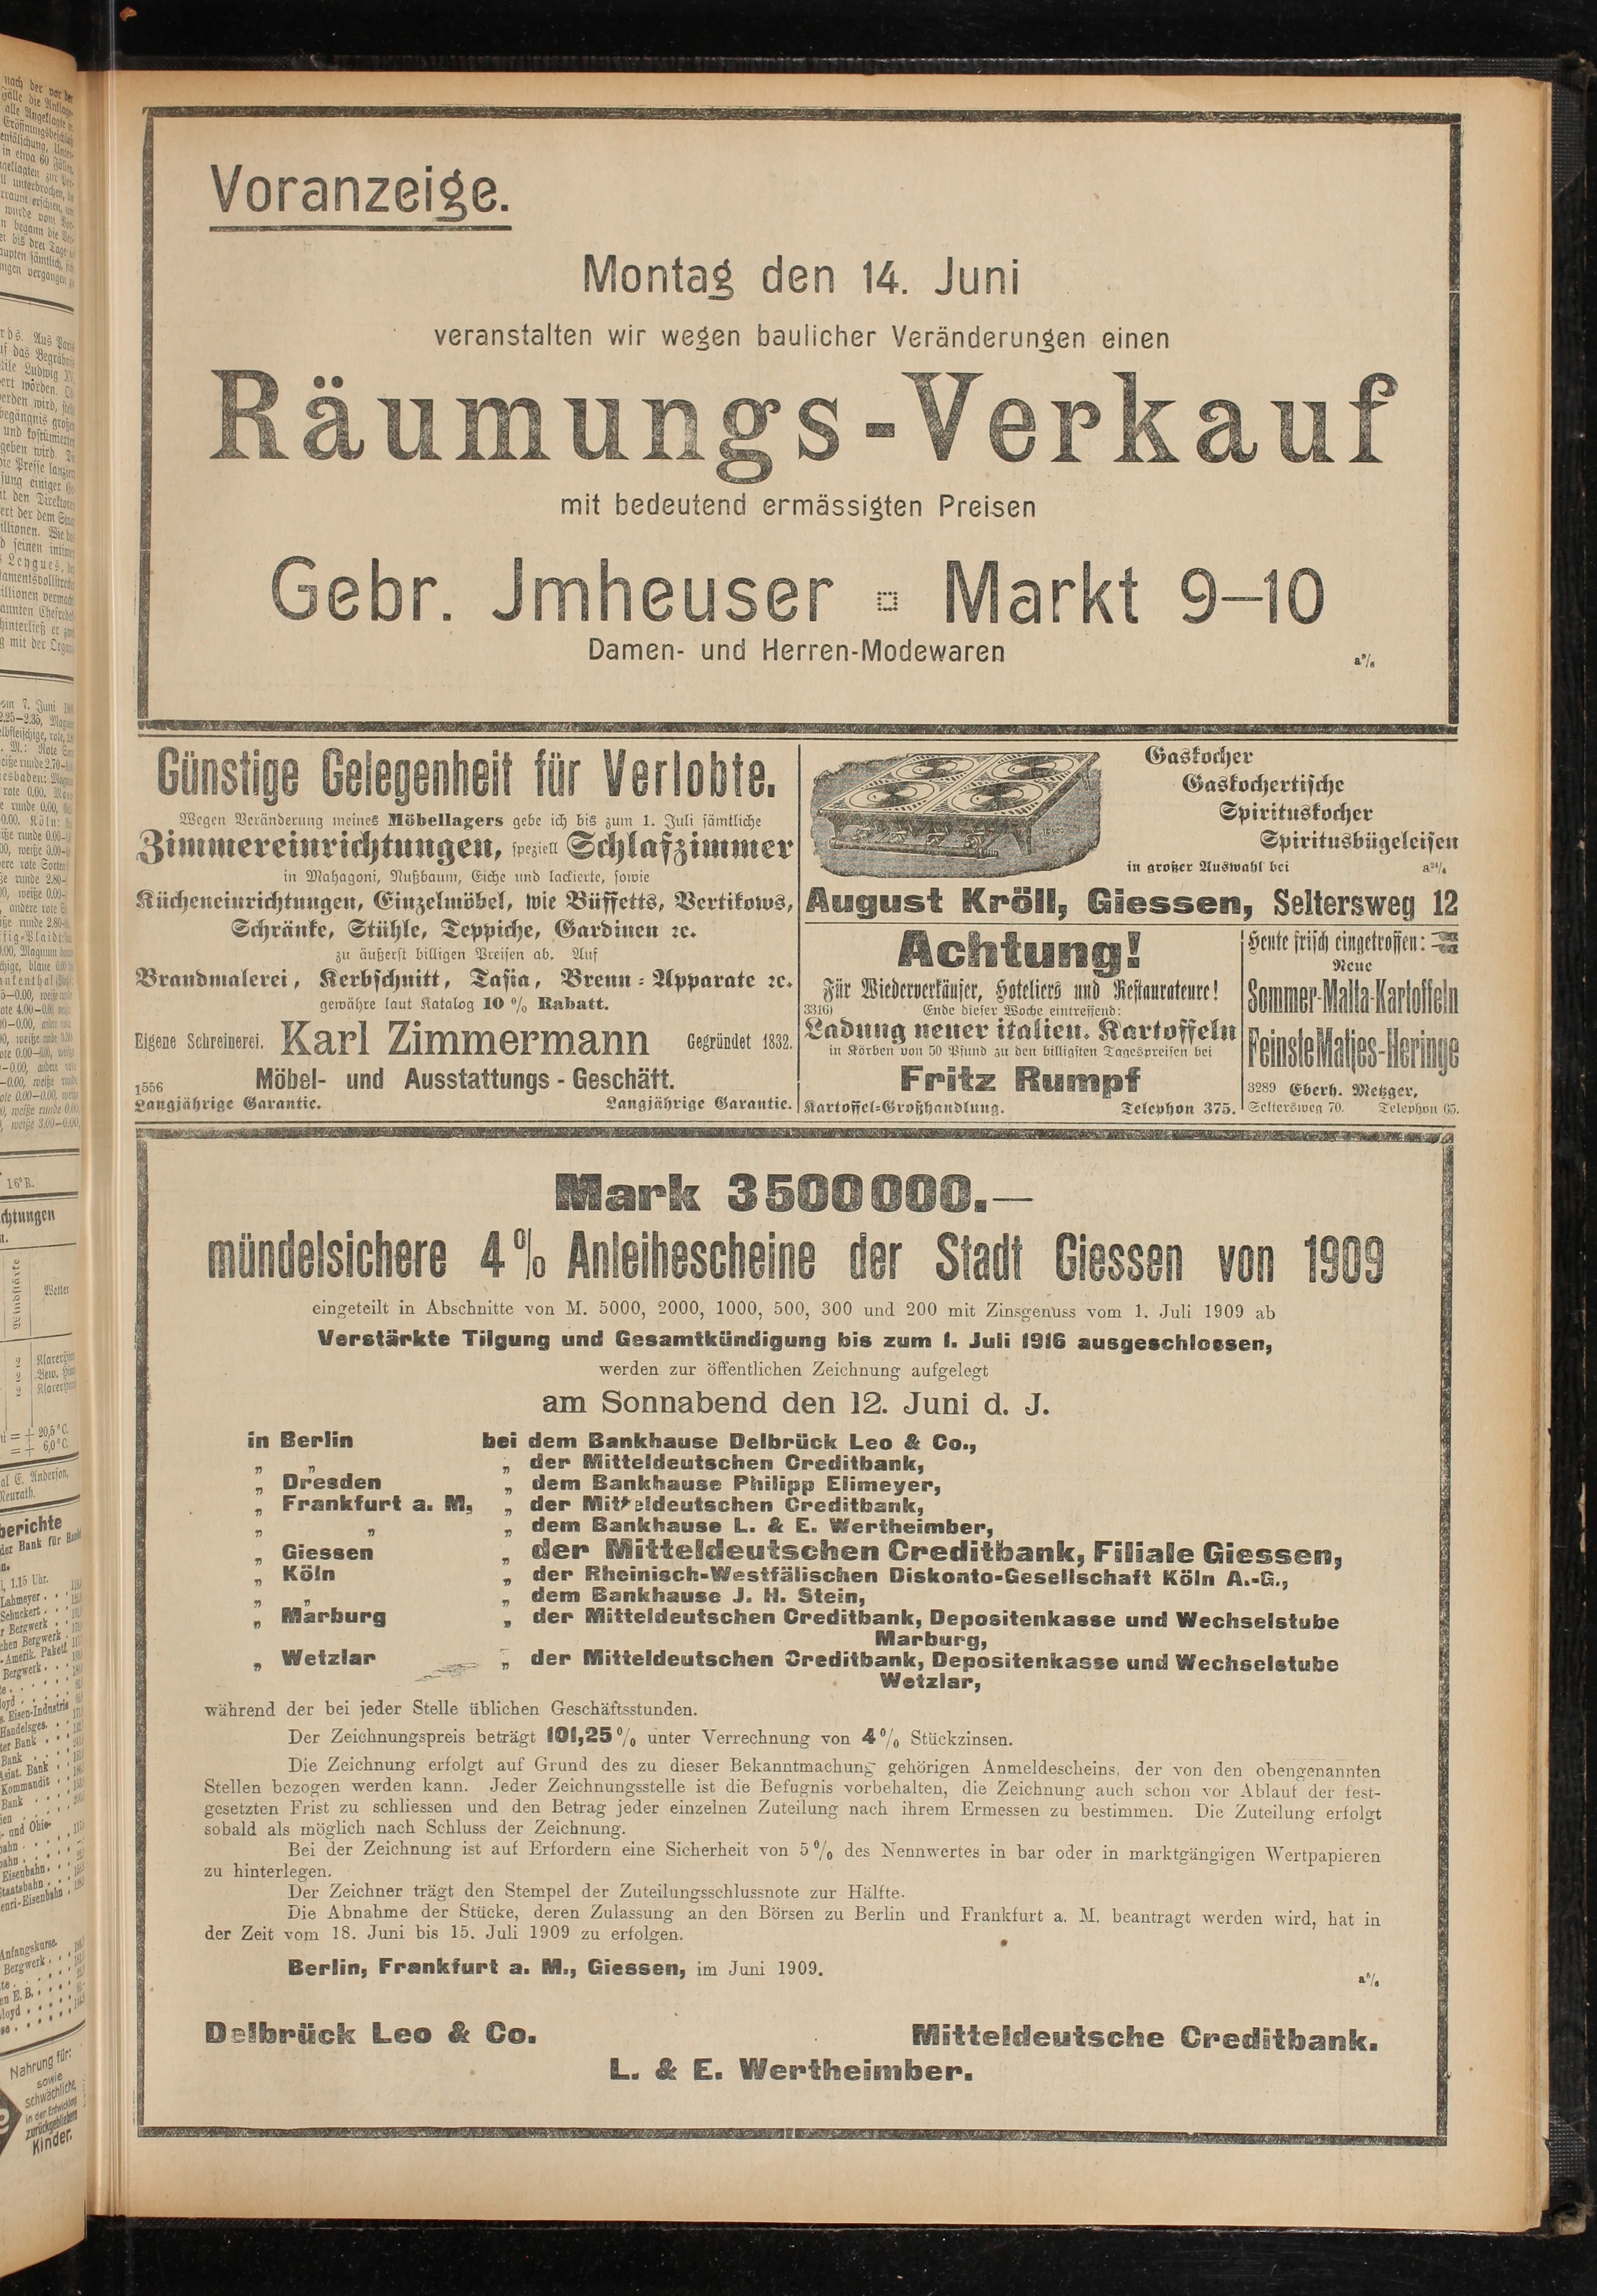 Voranzeige.
Montag den 14. Juni
veranstalten wir wegen baulicher Veränderungen einen
Räumungs-Verkauf
mit bedeutend ermässigten Preisen
Gebr. Jmheuser Markt 9–10
Damen- und Herren-Modewaren
Günstige Gelegenheit für Verlobte.
Wegen Veränderung meines Möbellagers gebe ich bis zum 1. Juli sämtliche
Zimmereinrichtungen, speziell Schlafzimmer
in Mahagoni, Nußbaum, Eiche und lackierte, sowie
Kücheneinrichtungen, Einzelmöbel, wie Büffetts, Vertikows,
Schränke, Stühle, Teppiche, Gardinen ꝛc.
zu äußerst billigen Preisen ab. Auf
Brandmalerei, Kerbschnitt, Tasia, Brenn-Apparate ꝛc.
gewähre laut Katalog 10 % Rabatt.
Eigene Schreinerei. Karl Zimmermann Gegründet 1832.
1556 Möbel- und Ausstattungs-Geschäft.
Langjährige Garantie. Langjährige Garantie.
Gaskocher
Gaskochertische
Spirituskocher
Spiritusbügeleisen
in großer Auswahl bei
August Kröll, Giessen, Seltersweg 12
Achtung!
Für Wiederverkäufer, Hoteliers und Restaurateure!
3316) Ende dieser Woche eintreffend:
Ladung neuer italien. Kartoffeln
in Körben von 50 Pfund zu den billigsten Tagespreisen bei
Fritz Rumpf
Kartoffel-Großhandlung. Telephon 375.
Heute frisch eingetroffen:
Neue
Sommer-Malta-Kartoffeln
Feinste Matjes-Heringe
3289 Eberh. Metzger,
Seltersweg 70. Telephon 65.
Mark 3500000.—
mündelsichere 4% Anleihescheine der Stadt Giessen von 1909
eingeteilt in Abschnitte von M. 5000, 2000, 1000, 500, 300 und 200 mit Zinsgenuss vom 1. Juli 1909 ab
Verstärkte Tilgung und Gesamtkündigung bis zum 1. Juli 1916 ausgeschlossen,
werden zur öffentlichen Zeichnung aufgelegt
am Sonnabend den 12. Juni d. J.
in Berlin bei dem Bankhause Delbrück Leo & Co.,
„ „ „ der Mitteldeutschen Creditbank,
„ Dresden „ dem Bankhause Philipp Elimeyer,
„ Frankfurt a. M. „ der Mitteldeutschen Creditbank,
„ „ „ dem Bankhause L. & E. Wertheimber,
„ Giessen „ der Mitteldeutschen Creditbank, Filiale Giessen,
„ Köln „ der Rheinisch-Westfälischen Diskonto-Gesellschaft Köln A.-G.,
„ „ „ dem Bankhause J. H. Stein,
„ Marburg „ der Mitteldeutschen Creditbank, Depositenkasse und Wechselstube
Marburg,
„ Wetzlar „ der Mitteldeutschen Creditbank, Depositenkasse und Wechselstube
Wetzlar,
während der bei jeder Stelle üblichen Geschäftsstunden.
Der Zeichnungspreis beträgt 101,25% unter Verrechnung von 4% Stückzinsen.
Die Zeichnung erfolgt auf Grund des zu dieser Bekanntmachung gehörigen Anmeldescheins, der von den obengenannten
Stellen bezogen werden kann. Jeder Zeichnungsstelle ist die Befugnis vorbehalten, die Zeichnung auch schon vor Ablauf der fest-
gesetzten Frist zu schliessen und den Betrag jeder einzelnen Zuteilung nach ihrem Ermessen zu bestimmen. Die Zuteilung erfolgt
sobald als möglich nach Schluss der Zeichnung.
Bei der Zeichnung ist auf Erfordern eine Sicherheit von 5% des Nennwertes in bar oder in marktgängigen Wertpapieren
zu hinterlegen.
Der Zeichner trägt den Stempel der Zuteilungsschlussnote zur Hälfte.
Die Abnahme der Stücke, deren Zulassung an den Börsen zu Berlin und Frankfurt a. M. beantragt werden wird, hat in
der Zeit vom 18. Juni bis 15. Juli 1909 zu erfolgen.
Berlin, Frankfurt a. M., Giessen, im Juni 1909.
Delbrück Leo & Co. Mitteldeutsche Creditbank.
L. & E. Wertheimber.
Nahrung für:
sowie
schwächliche,
in der Entwicklung
zurückgebliebene
Kinder.